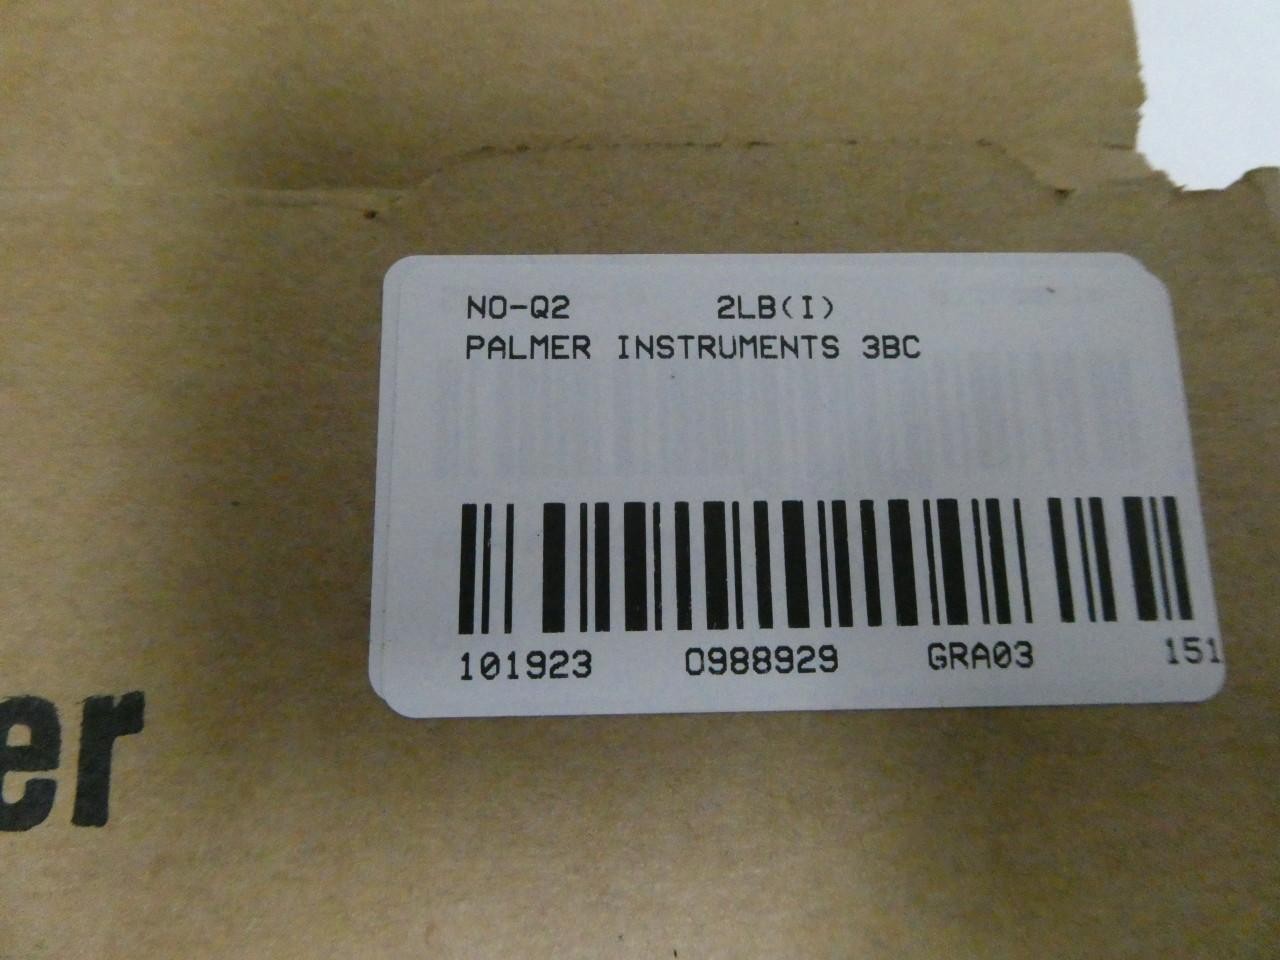 NO-Q2 2LB(I)
PALMER INSTRUMENTS 3BC
101923 0988929 GRA03 151
er